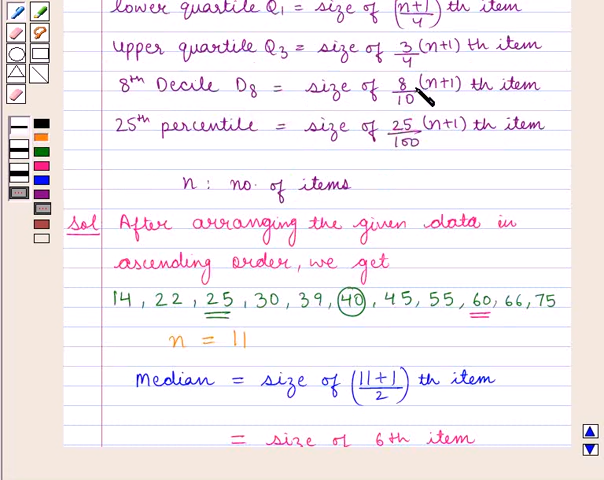 lower quartile Q1 = size of (n+1/4) th item
upper quartile Q3 = size of 3/4 (n+1) th item
8th Decile D8 = size of 8/10 (n+1) th item
25th percentile = size of 25/100 (n+1) th item
n : no. of items
Sol After arranging the given data in
ascending order, we get
14, 22, 25, 30, 39, 40, 45, 55, 60, 66, 75
n = 11
Median = size of (11+1/2) th item
= size of 6th item